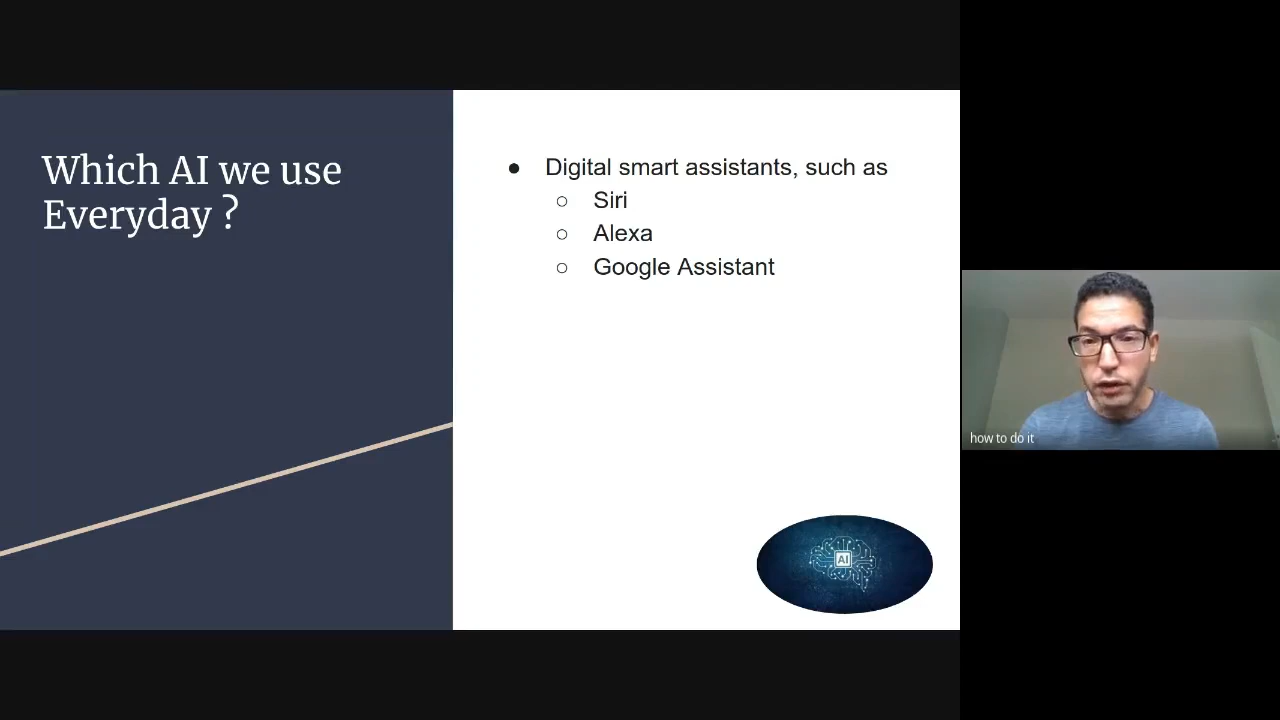 Which AI we use
Everyday ?
● Digital smart assistants, such as
○ Siri
○ Alexa
○ Google Assistant
AI
how to do it